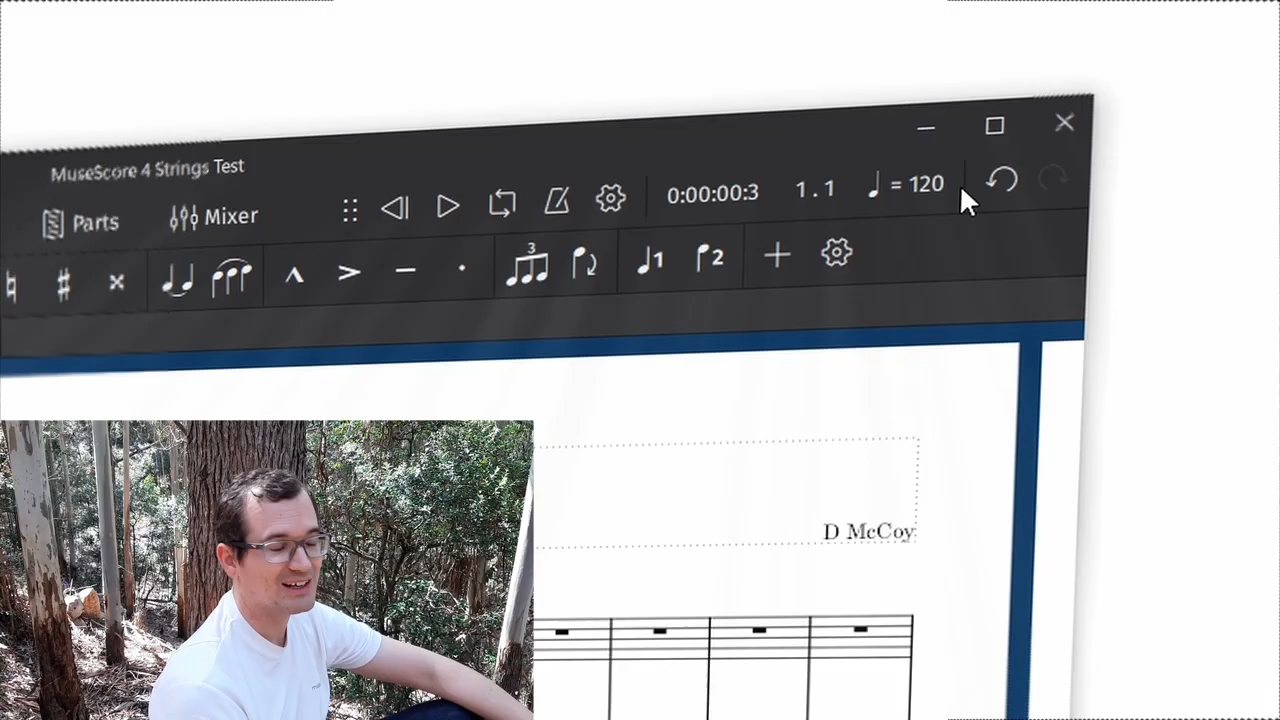 MuseScore 4 Strings Test
Parts
Mixer
0:00:00:3
1 . 1
= 120
3
1
2
D McCoy